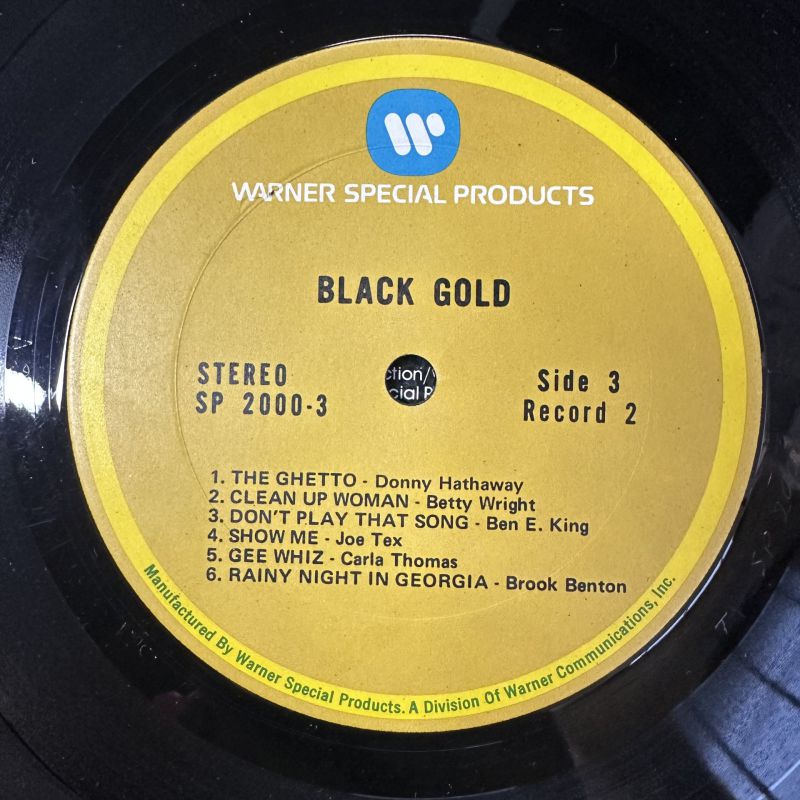 WARNER SPECIAL PRODUCTS
BLACK GOLD
STEREO
SP 2000-3
Side 3
Record 2
1. THE GHETTO - Donny Hathaway
2. CLEAN UP WOMAN - Betty Wright
3. DON'T PLAY THAT SONG - Ben E. King
4. SHOW ME - Joe Tex
5. GEE WHIZ - Carla Thomas
6. RAINY NIGHT IN GEORGIA - Brook Benton
Manufactured By Warner Special Products. A Division Of Warner Communications, Inc.